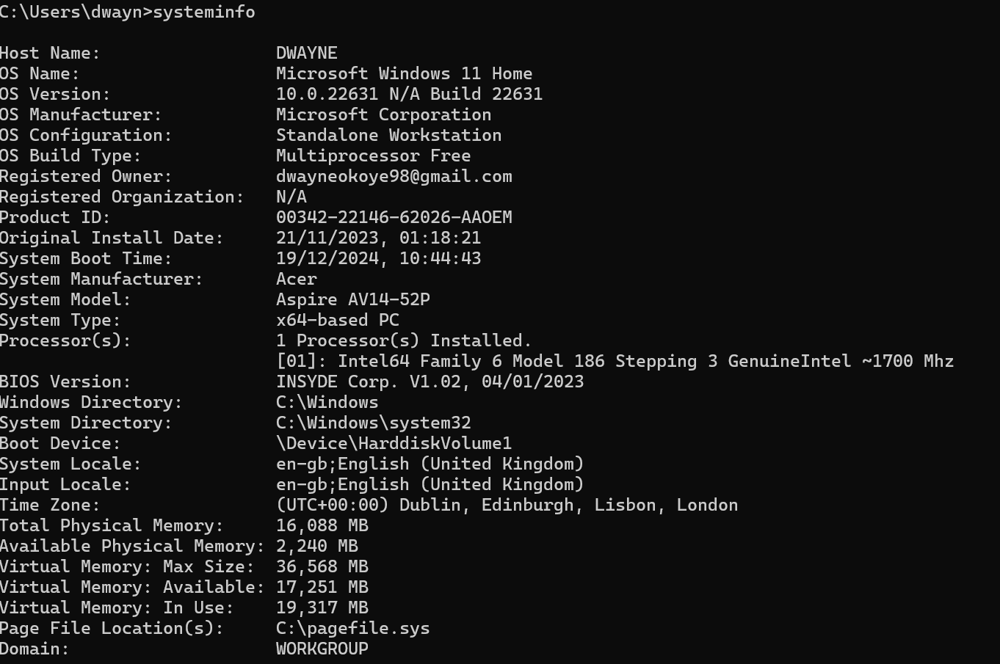 C:\Users\dwayn>systeminfo
Host Name: DWAYNE
OS Name: Microsoft Windows 11 Home
OS Version: 10.0.22631 N/A Build 22631
OS Manufacturer: Microsoft Corporation
OS Configuration: Standalone Workstation
OS Build Type: Multiprocessor Free
Registered Owner: dwayneokoye98@gmail.com
Registered Organization: N/A
Product ID: 00342-22146-62026-AAOEM
Original Install Date: 21/11/2023, 01:18:21
System Boot Time: 19/12/2024, 10:44:43
System Manufacturer: Acer
System Model: Aspire AV14-52P
System Type: x64-based PC
Processor(s): 1 Processor(s) Installed.
[01]: Intel64 Family 6 Model 186 Stepping 3 GenuineIntel ~1700 Mhz
BIOS Version: INSYDE Corp. V1.02, 04/01/2023
Windows Directory: C:\Windows
System Directory: C:\Windows\system32
Boot Device: \Device\HarddiskVolume1
System Locale: en-gb;English (United Kingdom)
Input Locale: en-gb;English (United Kingdom)
Time Zone: (UTC+00:00) Dublin, Edinburgh, Lisbon, London
Total Physical Memory: 16,088 MB
Available Physical Memory: 2,240 MB
Virtual Memory: Max Size: 36,568 MB
Virtual Memory: Available: 17,251 MB
Virtual Memory: In Use: 19,317 MB
Page File Location(s): C:\pagefile.sys
Domain: WORKGROUP